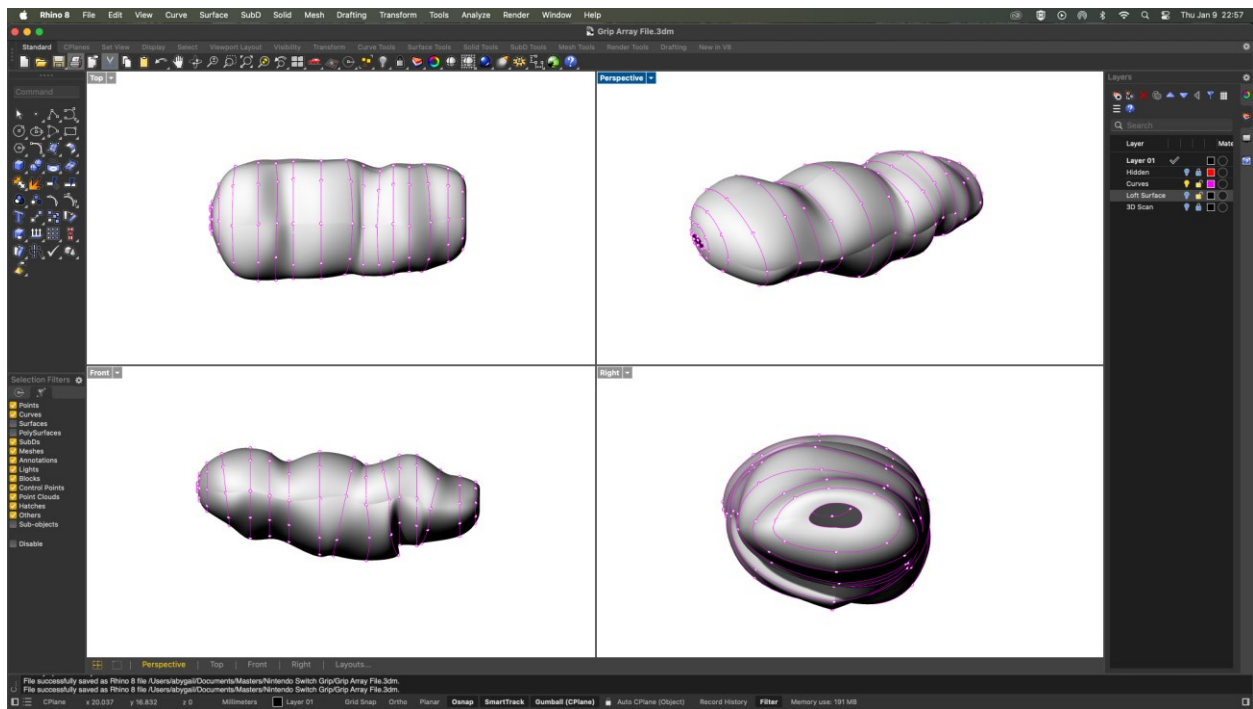 Rhino 8 File Edit View Curve Surface SubD Solid Mesh Drafting Transform Tools Analyze Render Window Help Thu Jan 9 22:57
Grip Array File.3dm
Standard CPlanes Set View Display Select Viewport Layout Visibility Transform Curve Tools Surface Tools Solid Tools SubD Tools Mesh Tools Render Tools Drafting New in V8
Command
Top
Perspective
Front
Right
Selection Filters
Points
Curves
Surfaces
PolySurfaces
SubDs
Meshes
Annotations
Lights
Blocks
Control Points
Point Clouds
Hatches
Others
Sub-objects
Disable
Layers
Search
Layer Mate
Layer 01
Hidden
Curves
Loft Surface
3D Scan
Perspective Top Front Right Layouts...
File successfully saved as Rhino 8 file /Users/abygail/Documents/Masters/Nintendo Switch Grip/Grip Array File.3dm.
File successfully saved as Rhino 8 file /Users/abygail/Documents/Masters/Nintendo Switch Grip/Grip Array File.3dm.
CPlane x 20.037 y 16.832 z 0 Millimeters Layer 01 Grid Snap Ortho Planar Osnap SmartTrack Gumball (CPlane) Auto CPlane (Object) Record History Filter Memory use: 191 MB